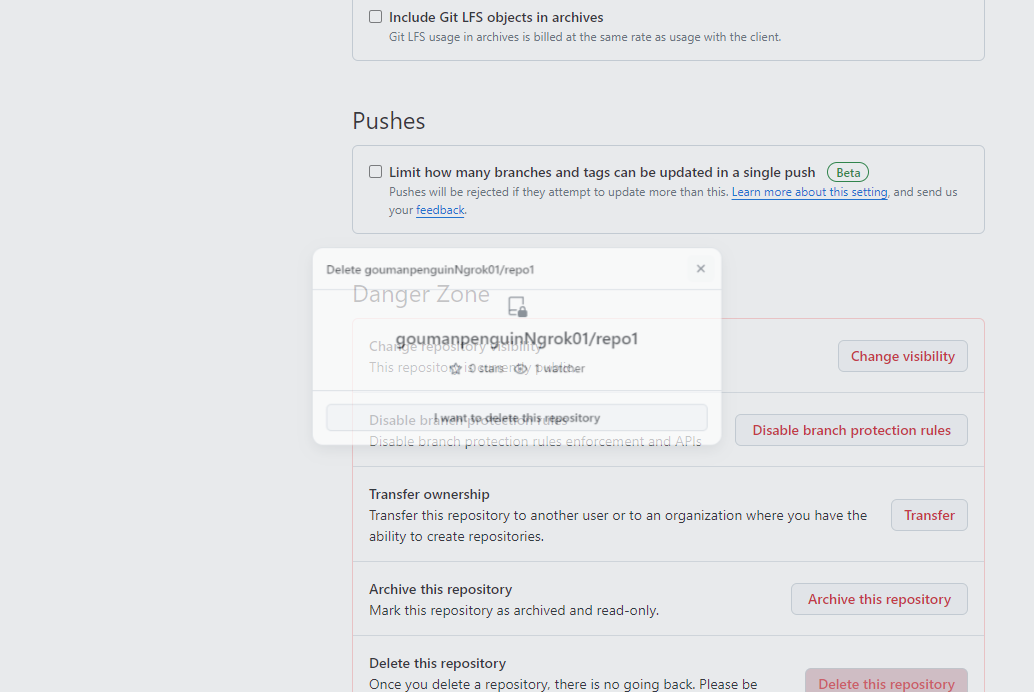 Include Git LFS objects in archives
Git LFS usage in archives is billed at the same rate as usage with the client.
Pushes
Limit how many branches and tags can be updated in a single push Beta
Pushes will be rejected if they attempt to update more than this. Learn more about this setting, and send us
your feedback.
Delete goumanpenguinNgrok01/repo1
Danger Zone
goumanpenguinNgrok01/repo1
Change repository visibility
This repository is currently public.
0 stars 1 watcher
Change visibility
I want to delete this repository
Disable branch protection rules
Disable branch protection rules enforcement and APIs
Disable branch protection rules
Transfer ownership
Transfer this repository to another user or to an organization where you have the
ability to create repositories.
Transfer
Archive this repository
Mark this repository as archived and read-only.
Archive this repository
Delete this repository
Once you delete a repository, there is no going back. Please be
Delete this repository